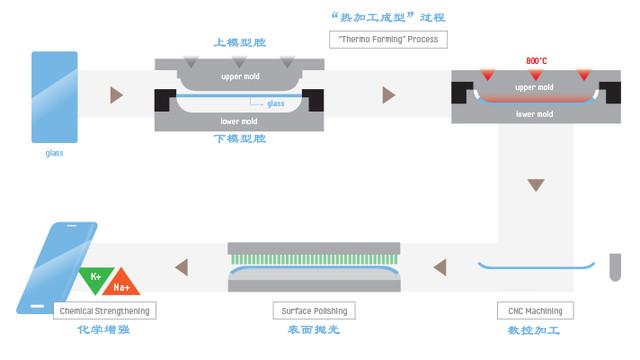 “热加工成型”过程
"Thermo Forming" Process
上模型腔
upper mold
glass
lower mold
下模型腔
glass
800°C
upper mold
lower mold
K+
Na+
Chemical Strengthening
化学增强
Surface Polishing
表面抛光
CNC Machining
数控加工